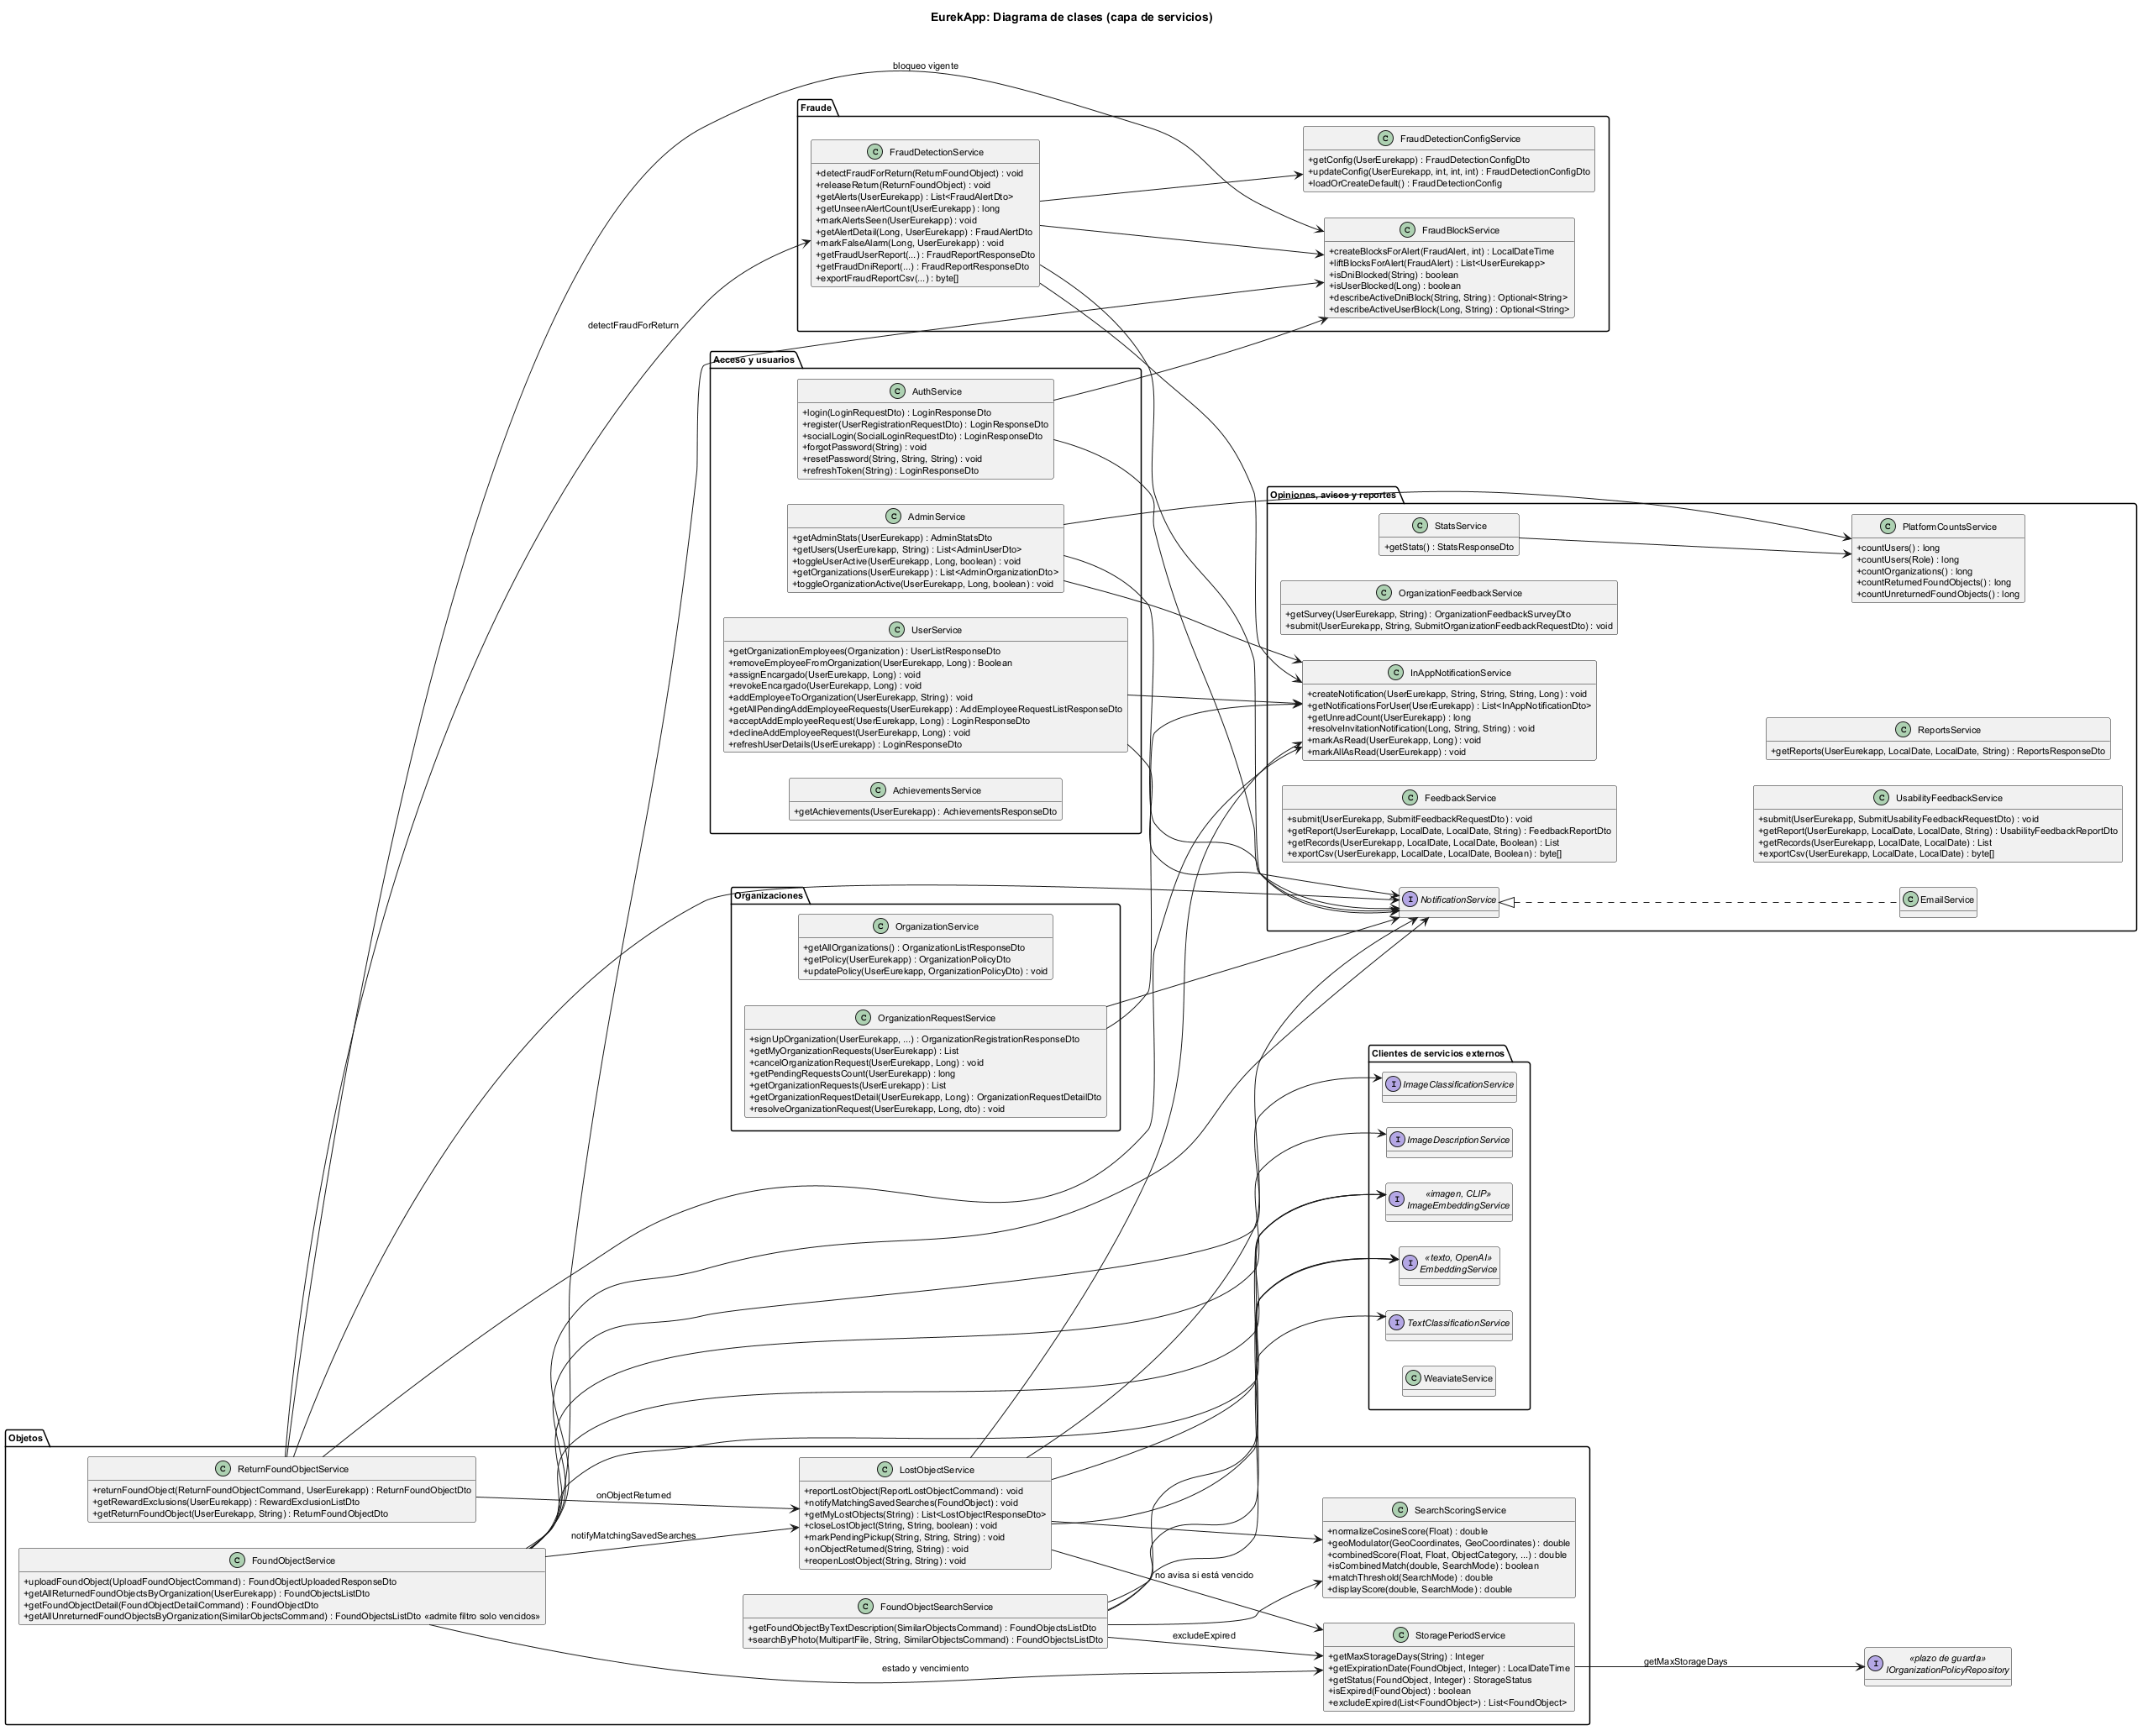 EurekApp: Diagrama de clases (capa de servicios)
bloqueo vigente
Fraude
C FraudDetectionService
+detectFraudForReturn(ReturnFoundObject) : void
+releaseReturn(ReturnFoundObject) : void
+getAlerts(UserEurekapp) : List<FraudAlertDto>
+getUnseenAlertCount(UserEurekapp) : long
+markAlertsSeen(UserEurekapp) : void
+getAlertDetail(Long, UserEurekapp) : FraudAlertDto
+markFalseAlarm(Long, UserEurekapp) : void
+getFraudUserReport(...) : FraudReportResponseDto
+getFraudDniReport(...) : FraudReportResponseDto
+exportFraudReportCsv(...) : byte[]
C FraudDetectionConfigService
+getConfig(UserEurekapp) : FraudDetectionConfigDto
+updateConfig(UserEurekapp, int, int, int) : FraudDetectionConfigDto
+loadOrCreateDefault() : FraudDetectionConfig
C FraudBlockService
+createBlocksForAlert(FraudAlert, int) : LocalDateTime
+liftBlocksForAlert(FraudAlert) : List<UserEurekapp>
+isDniBlocked(String) : boolean
+isUserBlocked(Long) : boolean
+describeActiveDniBlock(String, String) : Optional<String>
+describeActiveUserBlock(Long, String) : Optional<String>
detectFraudForReturn
Acceso y usuarios
C AuthService
+login(LoginRequestDto) : LoginResponseDto
+register(UserRegistrationRequestDto) : LoginResponseDto
+socialLogin(SocialLoginRequestDto) : LoginResponseDto
+forgotPassword(String) : void
+resetPassword(String, String, String) : void
+refreshToken(String) : LoginResponseDto
C AdminService
+getAdminStats(UserEurekapp) : AdminStatsDto
+getUsers(UserEurekapp, String) : List<AdminUserDto>
+toggleUserActive(UserEurekapp, Long, boolean) : void
+getOrganizations(UserEurekapp) : List<AdminOrganizationDto>
+toggleOrganizationActive(UserEurekapp, Long, boolean) : void
C UserService
+getOrganizationEmployees(Organization) : UserListResponseDto
+removeEmployeeFromOrganization(UserEurekapp, Long) : Boolean
+assignEncargado(UserEurekapp, Long) : void
+revokeEncargado(UserEurekapp, Long) : void
+addEmployeeToOrganization(UserEurekapp, String) : void
+getAllPendingAddEmployeeRequests(UserEurekapp) : AddEmployeeRequestListResponseDto
+acceptAddEmployeeRequest(UserEurekapp, Long) : LoginResponseDto
+declineAddEmployeeRequest(UserEurekapp, Long) : void
+refreshUserDetails(UserEurekapp) : LoginResponseDto
C AchievementsService
+getAchievements(UserEurekapp) : AchievementsResponseDto
Opiniones, avisos y reportes
C StatsService
+getStats() : StatsResponseDto
C PlatformCountsService
+countUsers() : long
+countUsers(Role) : long
+countOrganizations() : long
+countReturnedFoundObjects() : long
+countUnreturnedFoundObjects() : long
C OrganizationFeedbackService
+getSurvey(UserEurekapp, String) : OrganizationFeedbackSurveyDto
+submit(UserEurekapp, String, SubmitOrganizationFeedbackRequestDto) : void
C InAppNotificationService
+createNotification(UserEurekapp, String, String, String, Long) : void
+getNotificationsForUser(UserEurekapp) : List<InAppNotificationDto>
+getUnreadCount(UserEurekapp) : long
+resolveInvitationNotification(Long, String, String) : void
+markAsRead(UserEurekapp, Long) : void
+markAllAsRead(UserEurekapp) : void
C ReportsService
+getReports(UserEurekapp, LocalDate, LocalDate, String) : ReportsResponseDto
C FeedbackService
+submit(UserEurekapp, SubmitFeedbackRequestDto) : void
+getReport(UserEurekapp, LocalDate, LocalDate, String) : FeedbackReportDto
+getRecords(UserEurekapp, LocalDate, LocalDate, Boolean) : List
+exportCsv(UserEurekapp, LocalDate, LocalDate, Boolean) : byte[]
C UsabilityFeedbackService
+submit(UserEurekapp, SubmitUsabilityFeedbackRequestDto) : void
+getReport(UserEurekapp, LocalDate, LocalDate, String) : UsabilityFeedbackReportDto
+getRecords(UserEurekapp, LocalDate, LocalDate) : List
+exportCsv(UserEurekapp, LocalDate, LocalDate) : byte[]
I NotificationService
C EmailService
Organizaciones
C OrganizationService
+getAllOrganizations() : OrganizationListResponseDto
+getPolicy(UserEurekapp) : OrganizationPolicyDto
+updatePolicy(UserEurekapp, OrganizationPolicyDto) : void
C OrganizationRequestService
+signUpOrganization(UserEurekapp, ...) : OrganizationRegistrationResponseDto
+getMyOrganizationRequests(UserEurekapp) : List
+cancelOrganizationRequest(UserEurekapp, Long) : void
+getPendingRequestsCount(UserEurekapp) : long
+getOrganizationRequests(UserEurekapp) : List
+getOrganizationRequestDetail(UserEurekapp, Long) : OrganizationRequestDetailDto
+resolveOrganizationRequest(UserEurekapp, Long, dto) : void
Clientes de servicios externos
I ImageClassificationService
I ImageDescriptionService
«imagen, CLIP»
I ImageEmbeddingService
«texto, OpenAI»
I EmbeddingService
I TextClassificationService
C WeaviateService
Objetos
C ReturnFoundObjectService
+returnFoundObject(ReturnFoundObjectCommand, UserEurekapp) : ReturnFoundObjectDto
+getRewardExclusions(UserEurekapp) : RewardExclusionListDto
+getReturnFoundObject(UserEurekapp, String) : ReturnFoundObjectDto
onObjectReturned
C FoundObjectService
+uploadFoundObject(UploadFoundObjectCommand) : FoundObjectUploadedResponseDto
+getAllReturnedFoundObjectsByOrganization(UserEurekapp) : FoundObjectsListDto
+getFoundObjectDetail(FoundObjectDetailCommand) : FoundObjectDto
+getAllUnreturnedFoundObjectsByOrganization(SimilarObjectsCommand) : FoundObjectsListDto «admite filtro solo vencidos»
notifyMatchingSavedSearches
C LostObjectService
+reportLostObject(ReportLostObjectCommand) : void
+notifyMatchingSavedSearches(FoundObject) : void
+getMyLostObjects(String) : List<LostObjectResponseDto>
+closeLostObject(String, String, boolean) : void
+markPendingPickup(String, String, String) : void
+onObjectReturned(String, String) : void
+reopenLostObject(String, String) : void
C SearchScoringService
+normalizeCosineScore(Float) : double
+geoModulator(GeoCoordinates, GeoCoordinates) : double
+combinedScore(Float, Float, ObjectCategory, ...) : double
+isCombinedMatch(double, SearchMode) : boolean
+matchThreshold(SearchMode) : double
+displayScore(double, SearchMode) : double
no avisa si está vencido
C FoundObjectSearchService
+getFoundObjectByTextDescription(SimilarObjectsCommand) : FoundObjectsListDto
+searchByPhoto(MultipartFile, String, SimilarObjectsCommand) : FoundObjectsListDto
excludeExpired
estado y vencimiento
C StoragePeriodService
+getMaxStorageDays(String) : Integer
+getExpirationDate(FoundObject, Integer) : LocalDateTime
+getStatus(FoundObject, Integer) : StorageStatus
+isExpired(FoundObject) : boolean
+excludeExpired(List<FoundObject>) : List<FoundObject>
getMaxStorageDays
«plazo de guarda»
I IOrganizationPolicyRepository